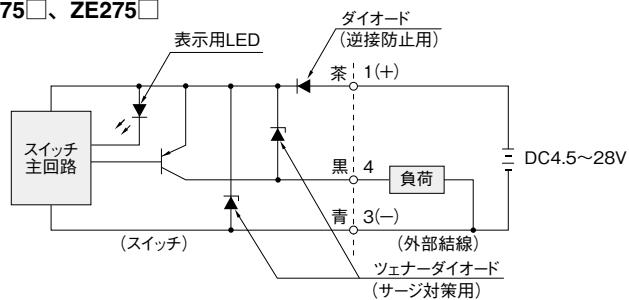 75□、ZE275□
ダイオード
(逆接防止用)
表示用LED
茶 1(+)
スイッチ
主回路
黒 4
負荷
DC4.5〜28V
青 3(−)
(スイッチ)
(外部結線)
ツェナーダイオード
(サージ対策用)